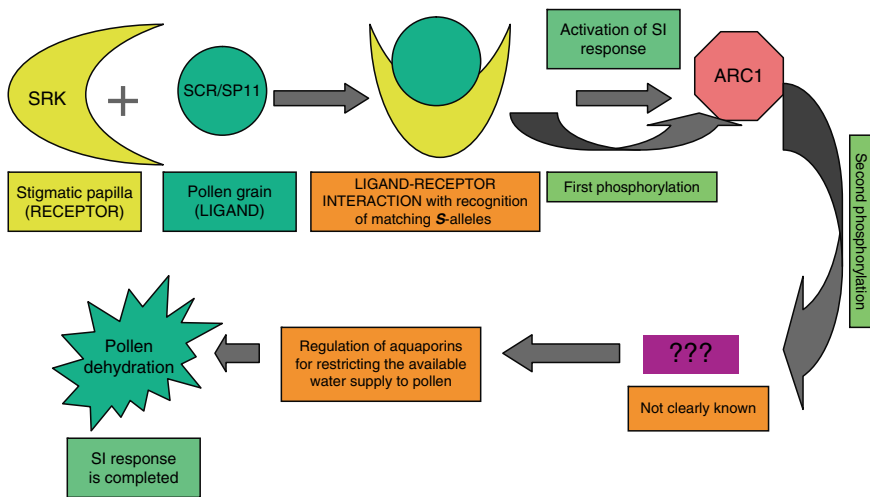 SRK
+
SCR/SP11
Activation of SI
response
ARC1
Stigmatic papilla
(RECEPTOR)
Pollen grain
(LIGAND)
LIGAND-RECEPTOR
INTERACTION with recognition
of matching S-alleles
First phosphorylation
Second phosphorylation
Pollen
dehydration
Regulation of aquaporins
for restricting the available
water supply to pollen
???
Not clearly known
SI response
is completed